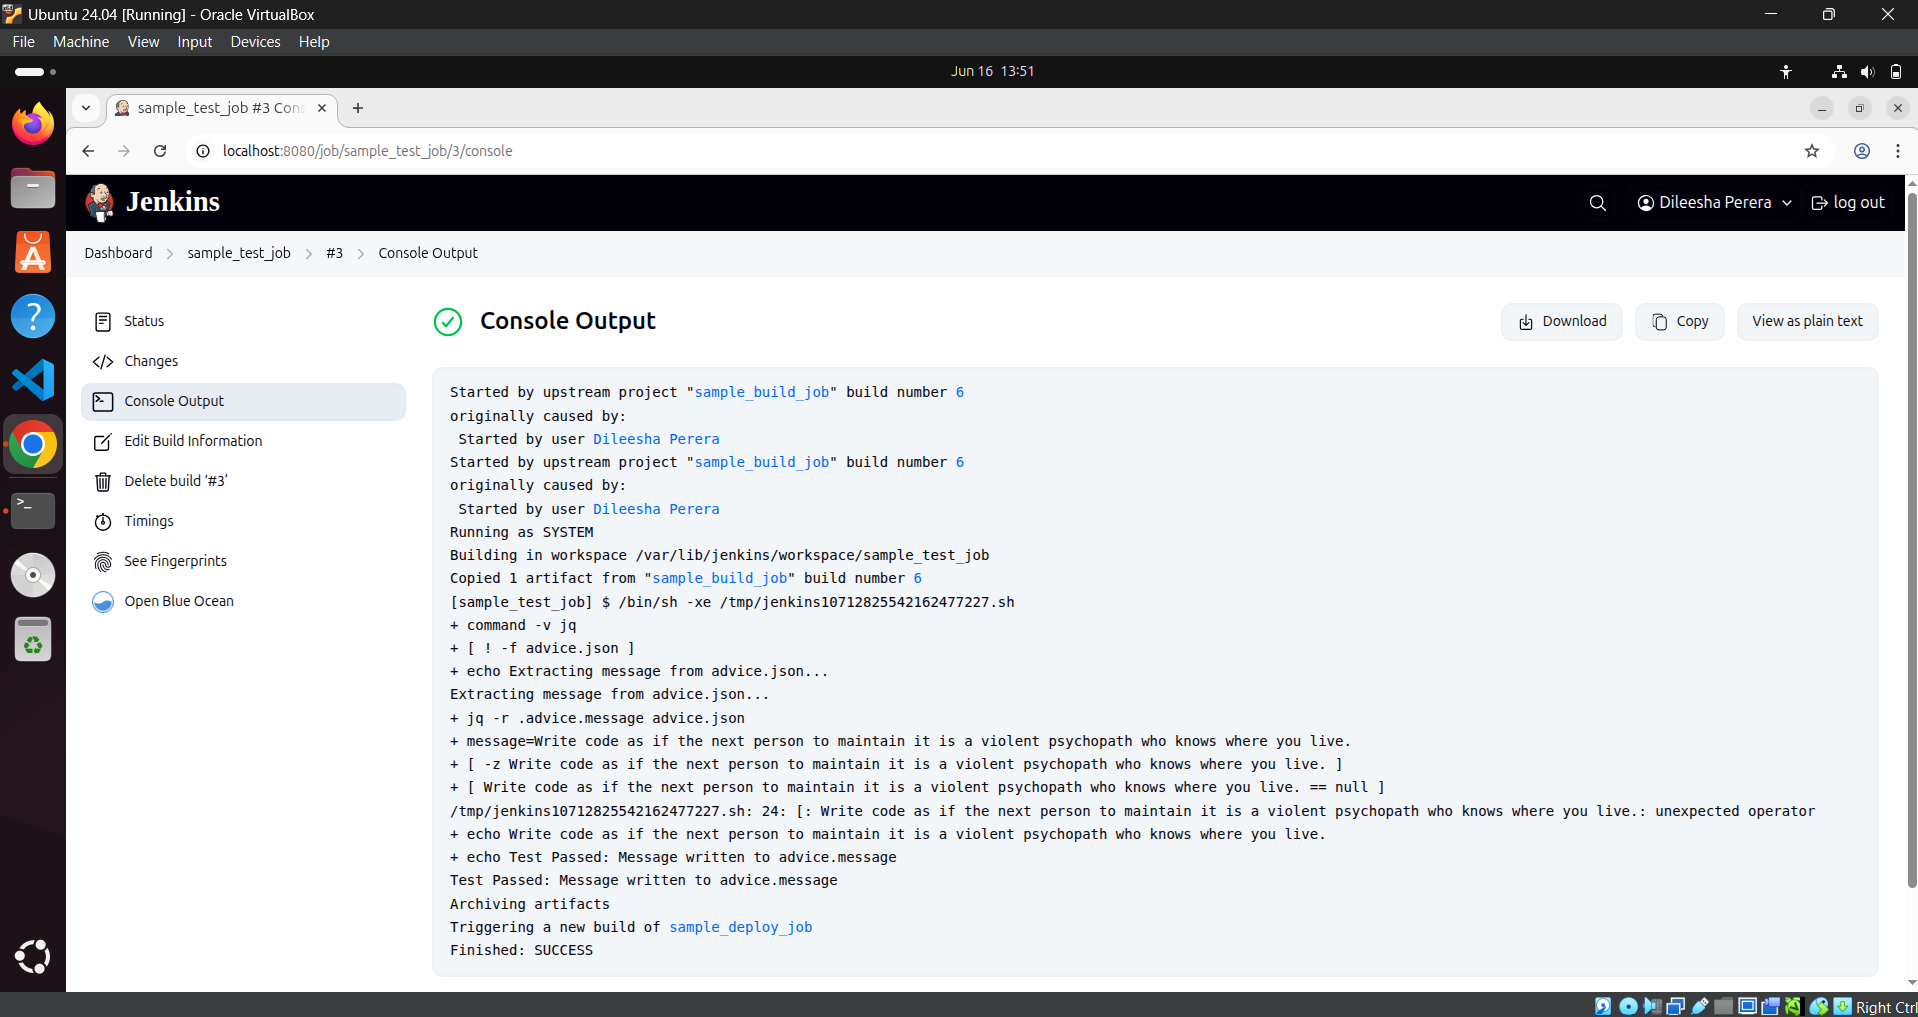 Ubuntu 24.04 [Running] - Oracle VirtualBox
File Machine View Input Devices Help
Jun 16 13:51
sample_test_job #3 Cons
localhost:8080/job/sample_test_job/3/console
Jenkins
Dileesha Perera
log out
Dashboard > sample_test_job > #3 > Console Output
Status
Changes
Console Output
Edit Build Information
Delete build ‘#3’
Timings
See Fingerprints
Open Blue Ocean
Console Output
Download
Copy
View as plain text
Started by upstream project "sample_build_job" build number 6
originally caused by:
Started by user Dileesha Perera
Started by upstream project "sample_build_job" build number 6
originally caused by:
Started by user Dileesha Perera
Running as SYSTEM
Building in workspace /var/lib/jenkins/workspace/sample_test_job
Copied 1 artifact from "sample_build_job" build number 6
[sample_test_job] $ /bin/sh -xe /tmp/jenkins10712825542162477227.sh
+ command -v jq
+ [ ! -f advice.json ]
+ echo Extracting message from advice.json...
Extracting message from advice.json...
+ jq -r .advice.message advice.json
+ message=Write code as if the next person to maintain it is a violent psychopath who knows where you live.
+ [ -z Write code as if the next person to maintain it is a violent psychopath who knows where you live. ]
+ [ Write code as if the next person to maintain it is a violent psychopath who knows where you live. == null ]
/tmp/jenkins10712825542162477227.sh: 24: [: Write code as if the next person to maintain it is a violent psychopath who knows where you live.: unexpected operator
+ echo Write code as if the next person to maintain it is a violent psychopath who knows where you live.
+ echo Test Passed: Message written to advice.message
Test Passed: Message written to advice.message
Archiving artifacts
Triggering a new build of sample_deploy_job
Finished: SUCCESS
Right Ctrl